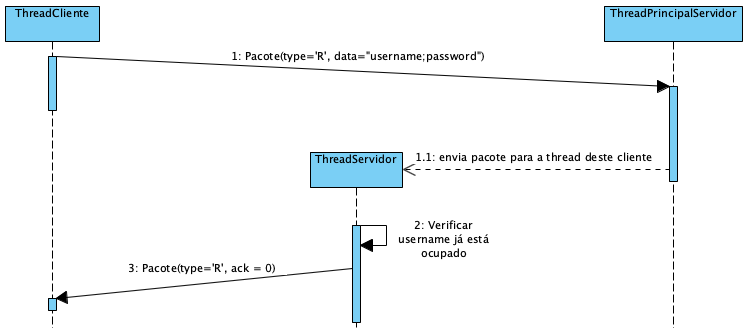 ThreadCliente
ThreadPrincipalServidor
1: Pacote(type='R', data="username;password")
ThreadServidor
1.1: envia pacote para a thread deste cliente
2: Verificar
username já está
ocupado
3: Pacote(type='R', ack = 0)